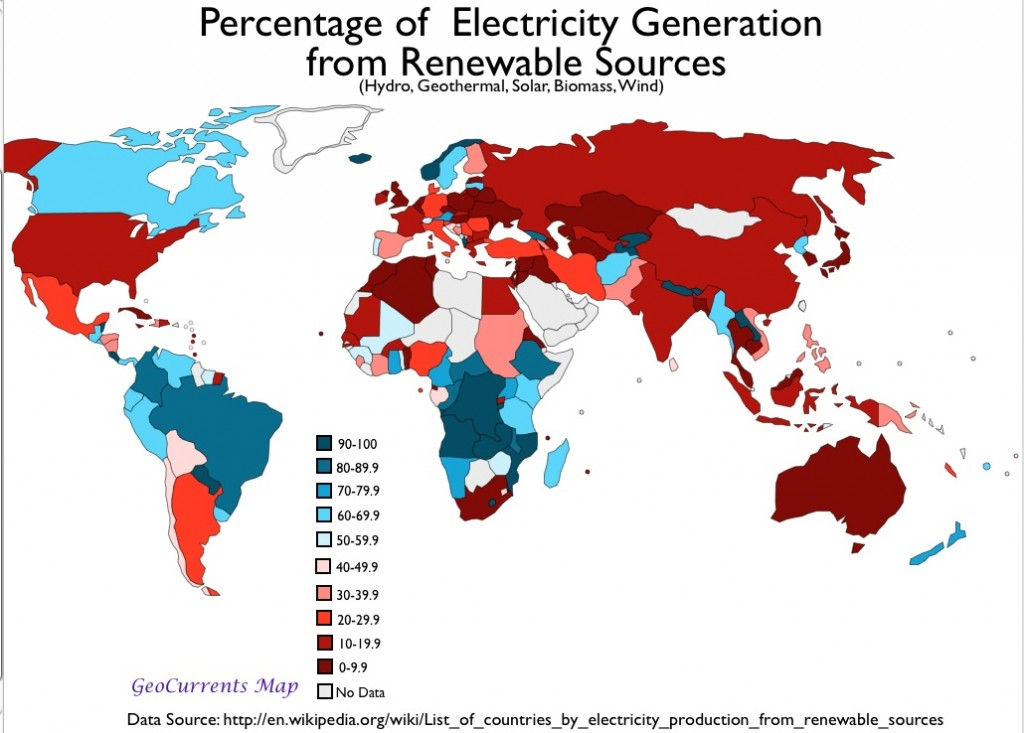 Percentage of Electricity Generation
from Renewable Sources
(Hydro, Geothermal, Solar, Biomass, Wind)
90-100
80-89.9
70-79.9
60-69.9
50-59.9
40-49.9
30-39.9
20-29.9
10-19.9
0-9.9
No Data
GeoCurrents Map
Data Source: http://en.wikipedia.org/wiki/List_of_countries_by_electricity_production_from_renewable_sources